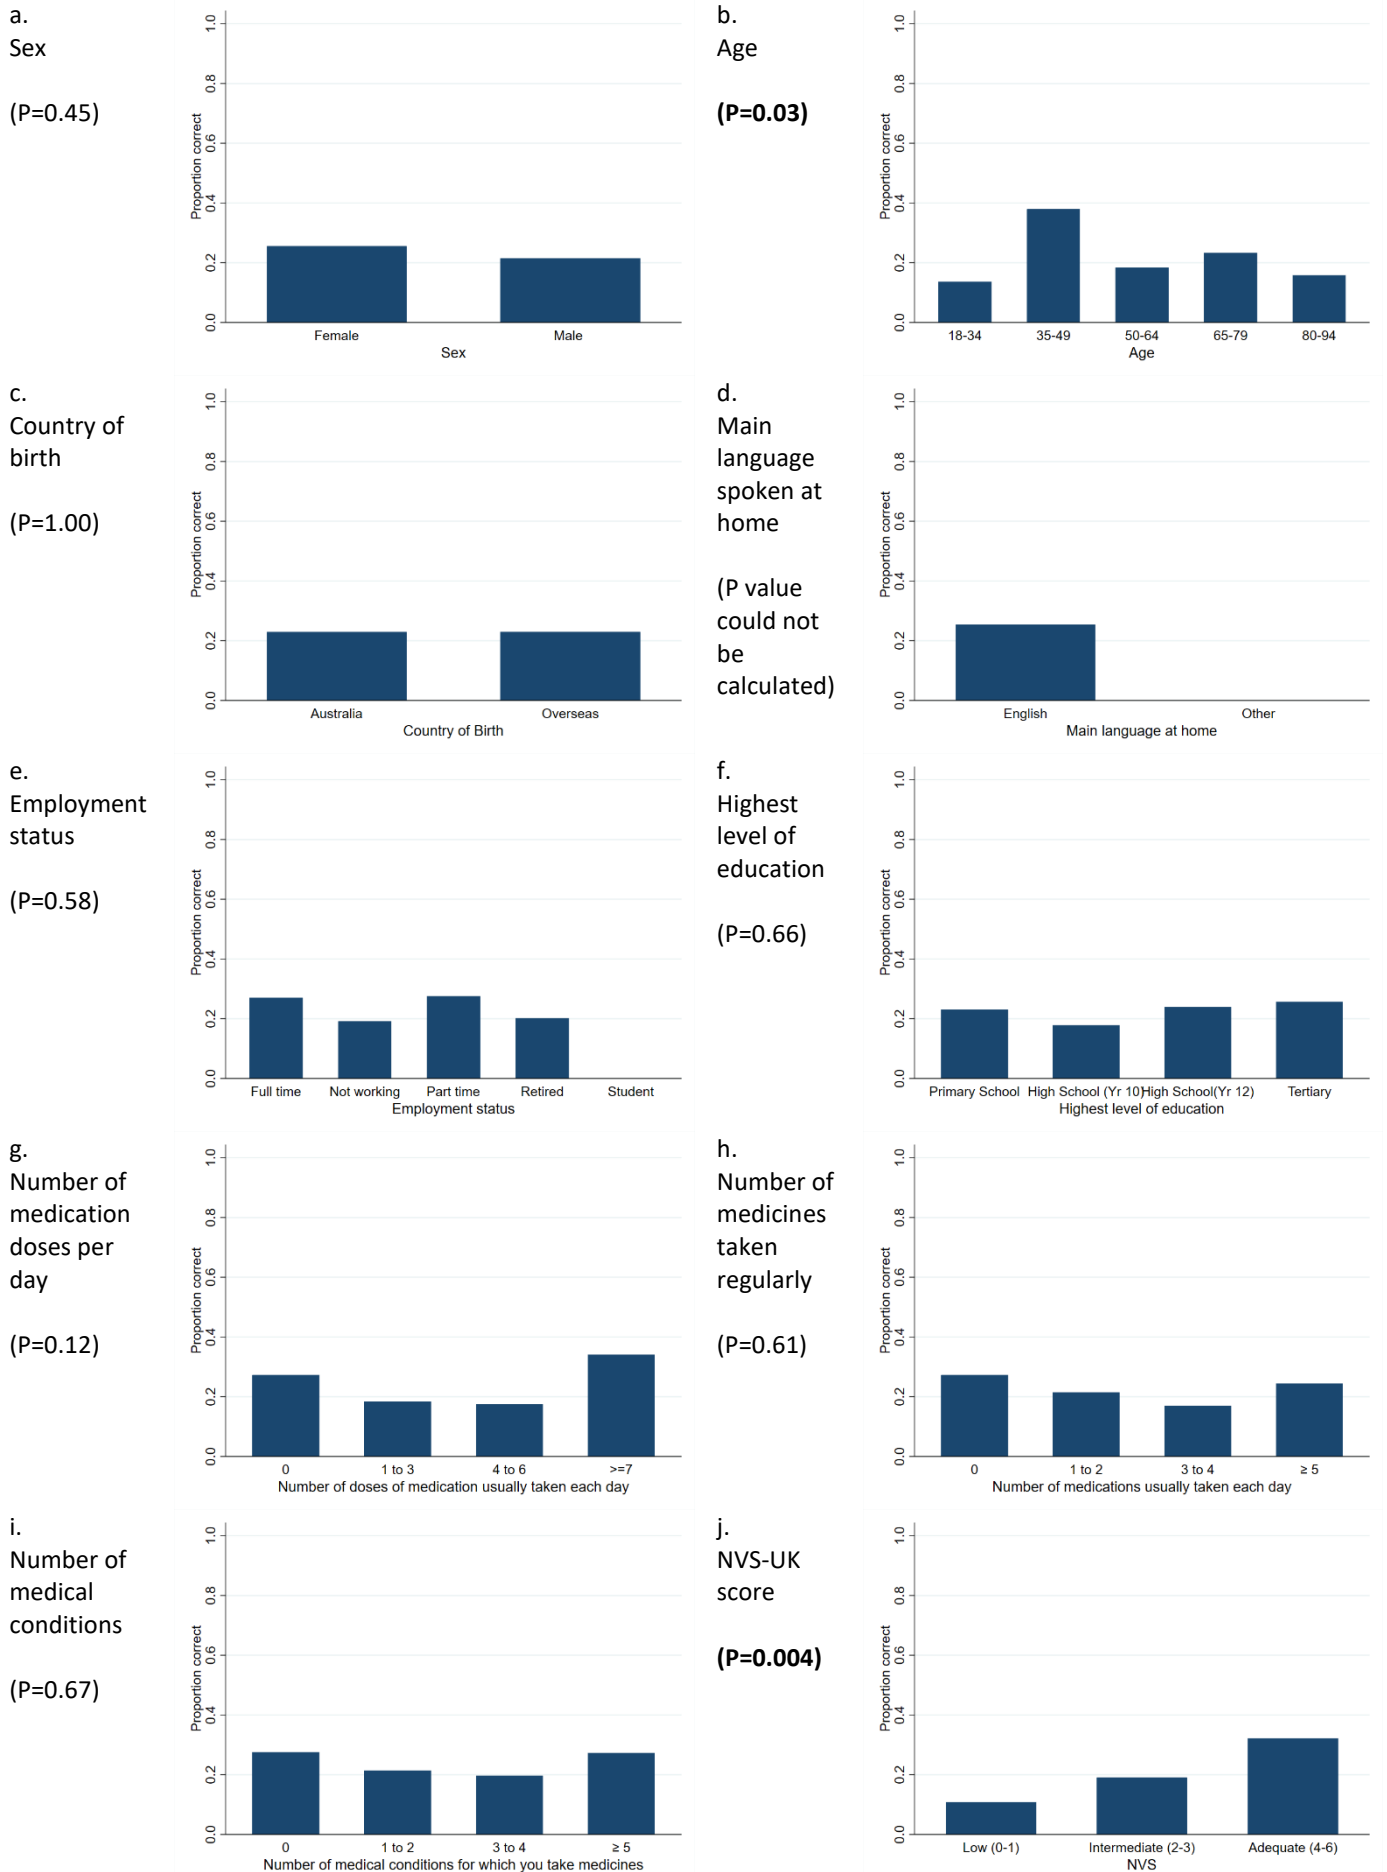 a.
Sex
(P=0.45)
1.0
0.8
0.6
0.4
0.2
0.0
Proportion correct
Female Male
Sex
b.
Age
(P=0.03)
1.0
0.8
0.6
0.4
0.2
0.0
Proportion correct
18-34 35-49 50-64 65-79 80-94
Age
c.
Country of
birth
(P=1.00)
1.0
0.8
0.6
0.4
0.2
0.0
Proportion correct
Australia Overseas
Country of Birth
d.
Main
language
spoken at
home
(P value
could not
be
calculated)
1.0
0.8
0.6
0.4
0.2
0.0
Proportion correct
English Other
Main language at home
e.
Employment
status
(P=0.58)
1.0
0.8
0.6
0.4
0.2
0.0
Proportion correct
Full time Not working Part time Retired Student
Employment status
f.
Highest
level of
education
(P=0.66)
1.0
0.8
0.6
0.4
0.2
0.0
Proportion correct
Primary School High School (Yr 10) High School(Yr 12) Tertiary
Highest level of education
g.
Number of
medication
doses per
day
(P=0.12)
1.0
0.8
0.6
0.4
0.2
0.0
Proportion correct
0 1 to 3 4 to 6 >=7
Number of doses of medication usually taken each day
h.
Number of
medicines
taken
regularly
(P=0.61)
1.0
0.8
0.6
0.4
0.2
0.0
Proportion correct
0 1 to 2 3 to 4 ≥ 5
Number of medications usually taken each day
i.
Number of
medical
conditions
(P=0.67)
1.0
0.8
0.6
0.4
0.2
0.0
Proportion correct
0 1 to 2 3 to 4 ≥ 5
Number of medical conditions for which you take medicines
j.
NVS-UK
score
(P=0.004)
1.0
0.8
0.6
0.4
0.2
0.0
Proportion correct
Low (0-1) Intermediate (2-3) Adequate (4-6)
NVS